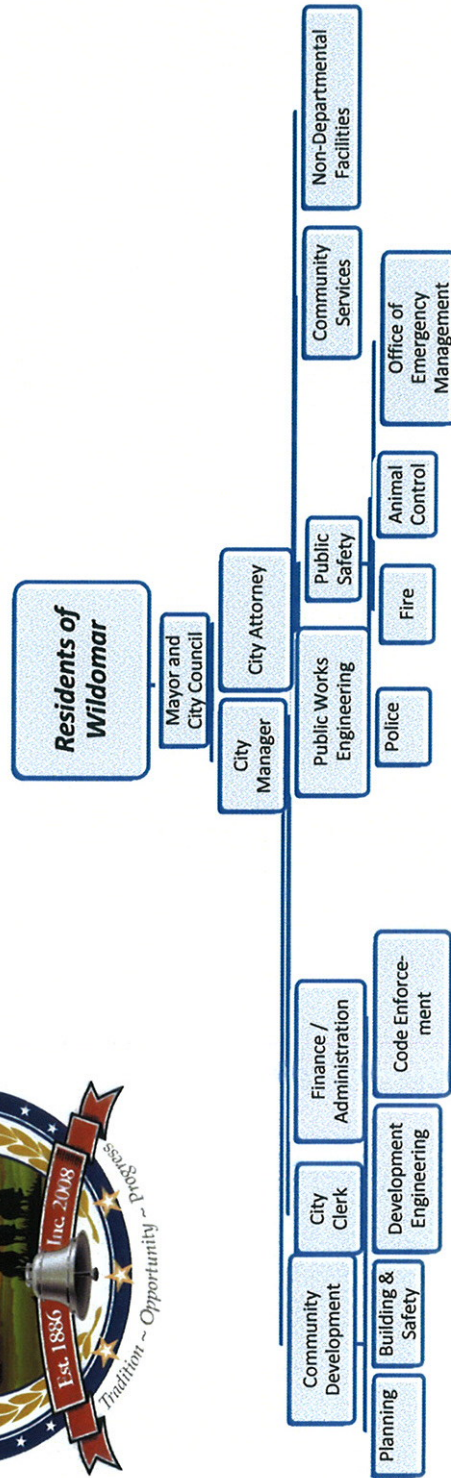 Est. 1886
Inc. 2008
Tradition ~ Opportunity ~ Progress
Residents of
Wildomar
Mayor and
City Council
City
Manager
City Attorney
Community
Development
City
Clerk
Finance /
Administration
Public Works
Engineering
Public
Safety
Community
Services
Non-Departmental
Facilities
Planning
Building &
Safety
Development
Engineering
Code Enforce-
ment
Police
Fire
Animal
Control
Office of
Emergency
Management